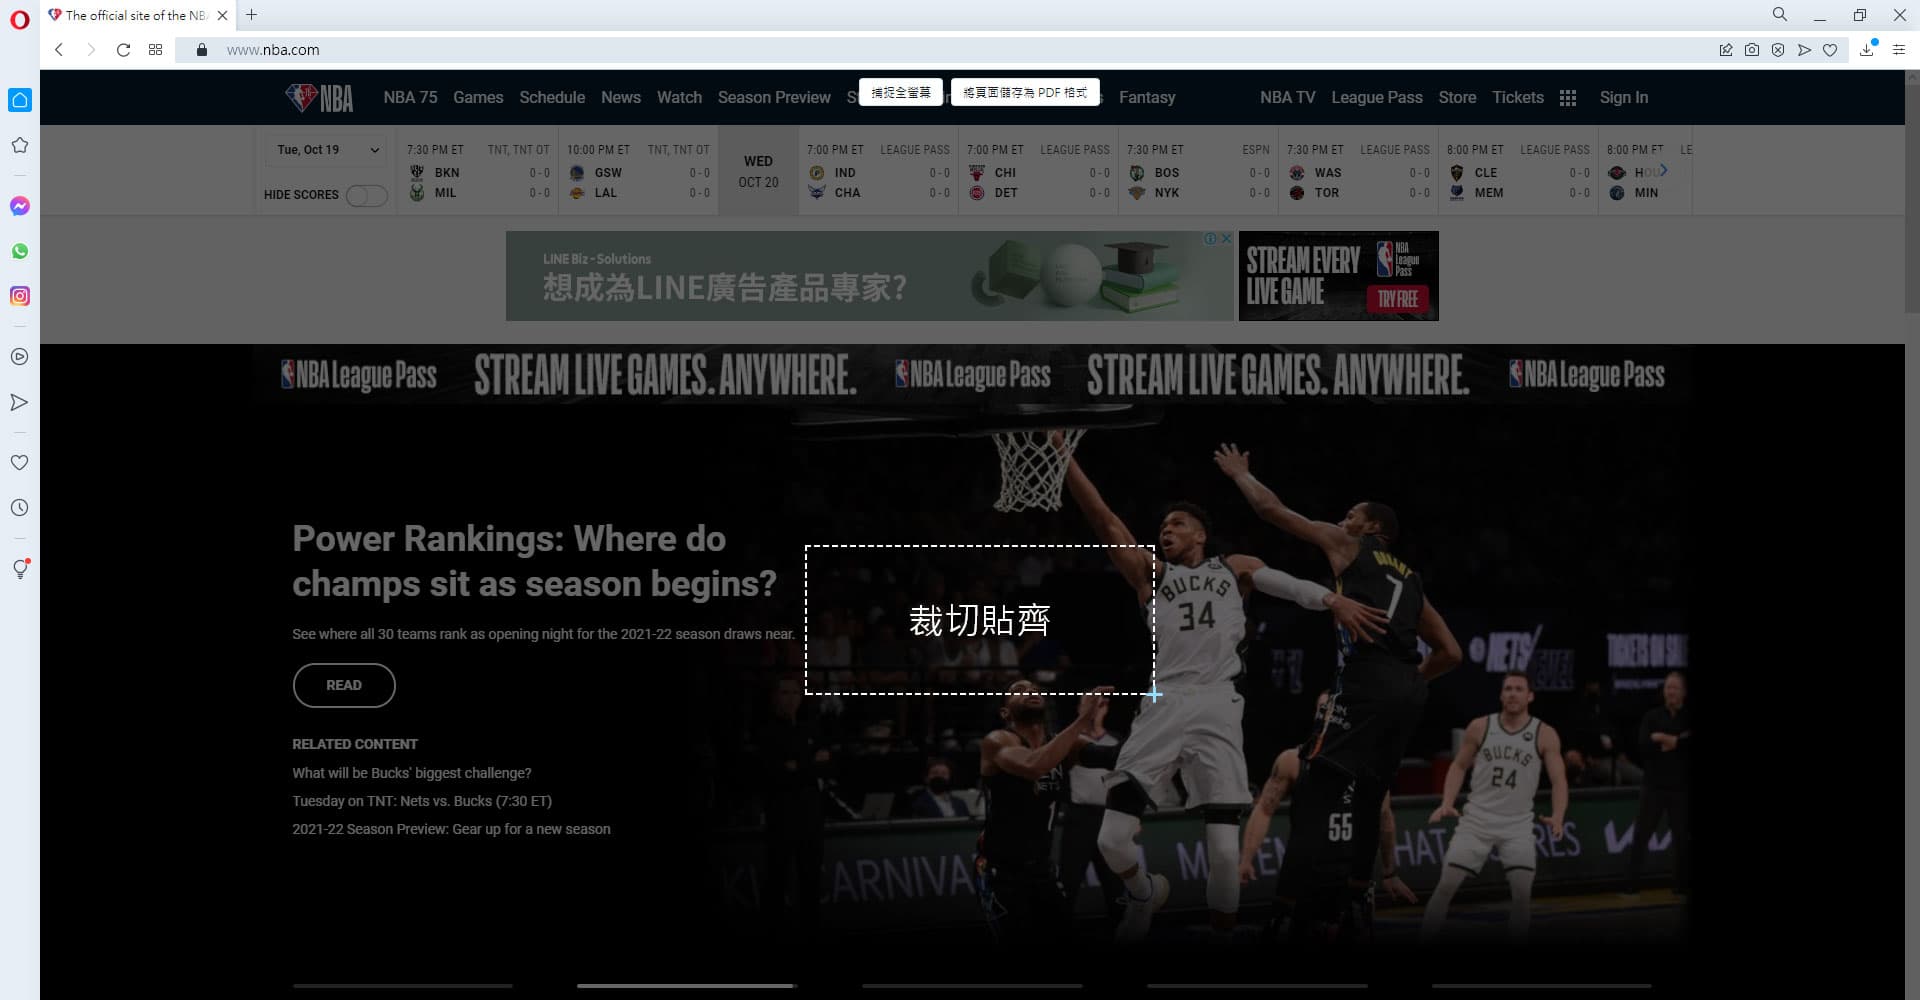 The official site of the NB
www.nba.com
NBA
NBA 75 Games Schedule News Watch Season Preview Fantasy
NBA TV League Pass Store Tickets Sign In
捕捉全螢幕
將頁面儲存為 PDF 格式
Tue, Oct 19
HIDE SCORES
7:30 PM ET TNT, TNT OT
BKN 0 - 0
MIL 0 - 0
10:00 PM ET TNT, TNT OT
GSW 0 - 0
LAL 0 - 0
WED
OCT 20
7:00 PM ET LEAGUE PASS
IND 0 - 0
CHA 0 - 0
7:00 PM ET LEAGUE PASS
CHI 0 - 0
DET 0 - 0
7:30 PM ET ESPN
BOS 0 - 0
NYK 0 - 0
7:30 PM ET LEAGUE PASS
WAS 0 - 0
TOR 0 - 0
8:00 PM ET LEAGUE PASS
CLE 0 - 0
MEM 0 - 0
8:00 PM ET LE
HOU
MIN
LINE Biz-Solutions
想成為LINE廣告產品專家?
STREAM EVERY
LIVE GAME
NBA
League
Pass
TRY FREE
NBA League Pass STREAM LIVE GAMES. ANYWHERE. NBA League Pass STREAM LIVE GAMES. ANYWHERE. NBA League Pass
Power Rankings: Where do
champs sit as season begins?
See where all 30 teams rank as opening night for the 2021-22 season draws near.
READ
RELATED CONTENT
What will be Bucks' biggest challenge?
Tuesday on TNT: Nets vs. Bucks (7:30 ET)
2021-22 Season Preview: Gear up for a new season
裁切貼齊
BUCKS
34
DURANT
7
NETS
BUCKS
24
1
55
CARNIVAL